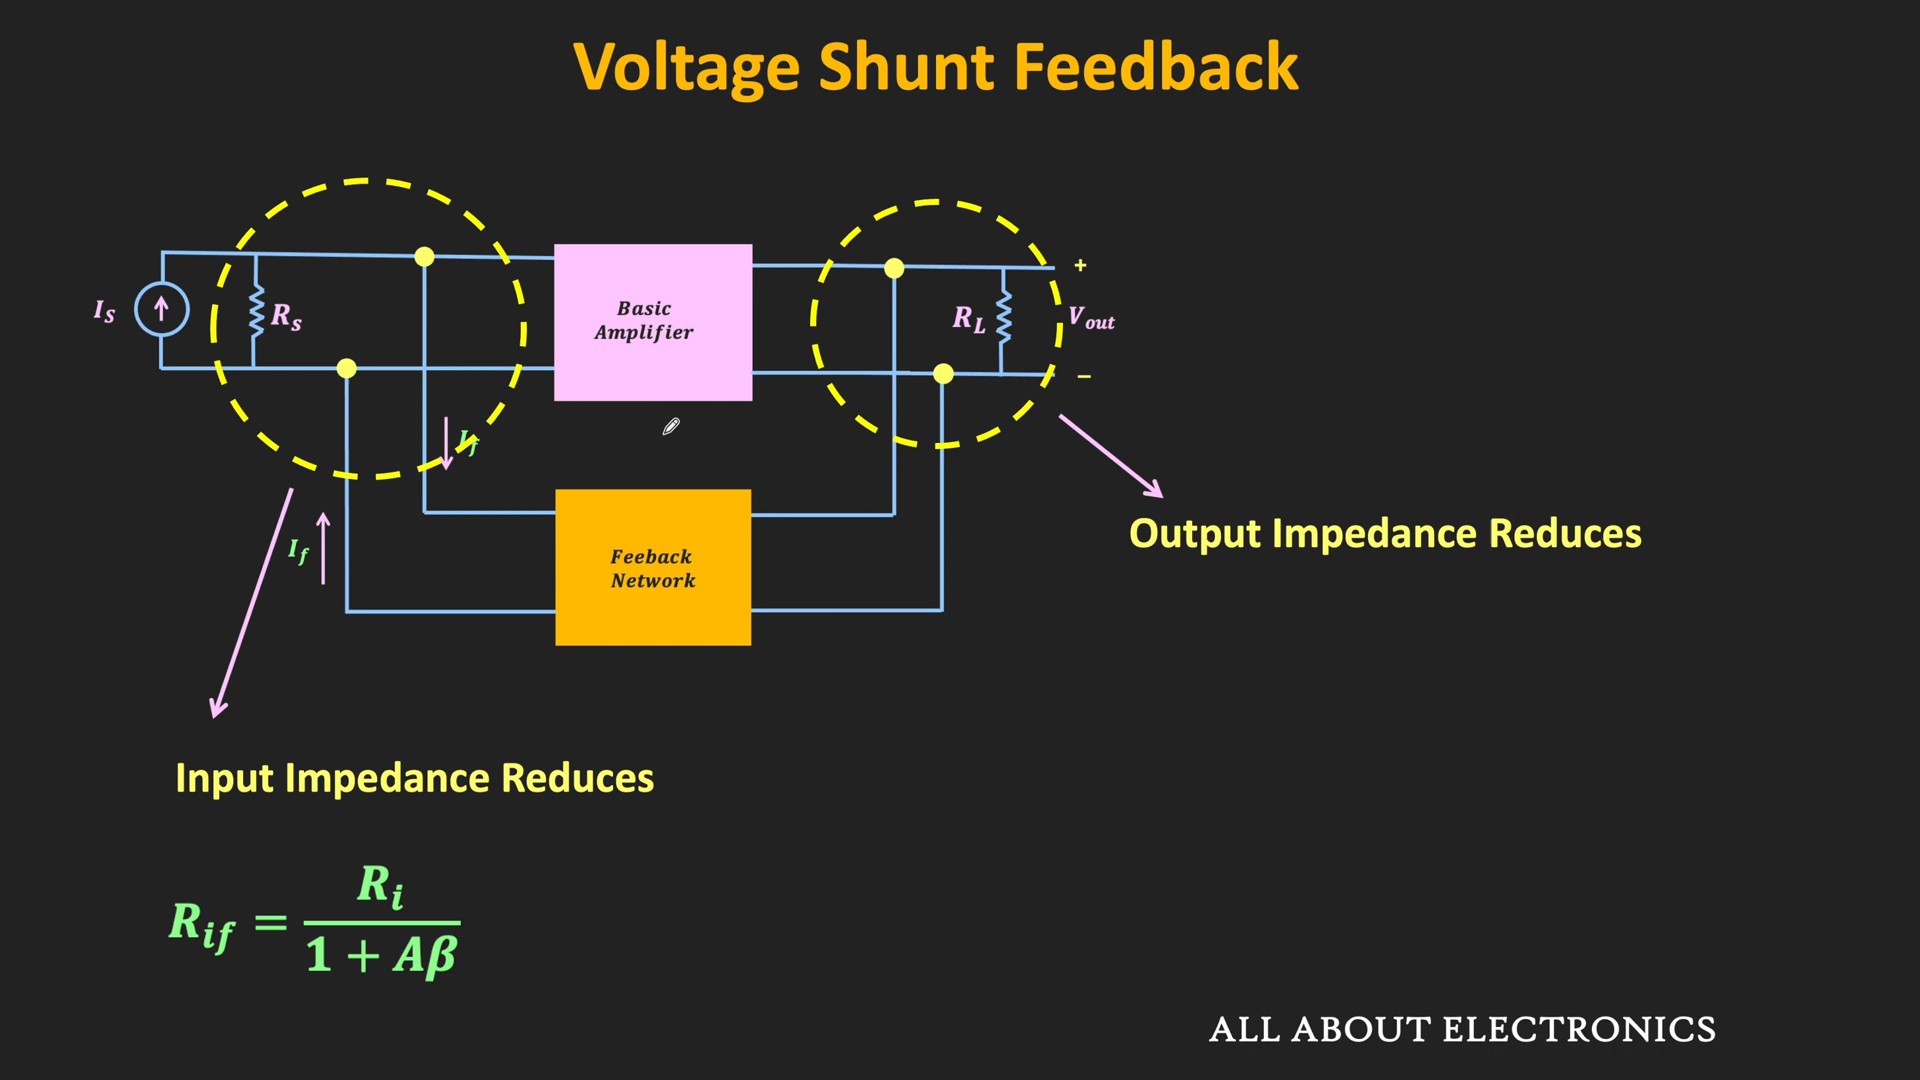 Voltage Shunt Feedback
I_S
R_s
Basic
Amplifier
R_L
+
V_out
−
I_f
I_f
Feeback
Network
Output Impedance Reduces
Input Impedance Reduces
R_if = R_i / (1 + Aβ)
ALL ABOUT ELECTRONICS